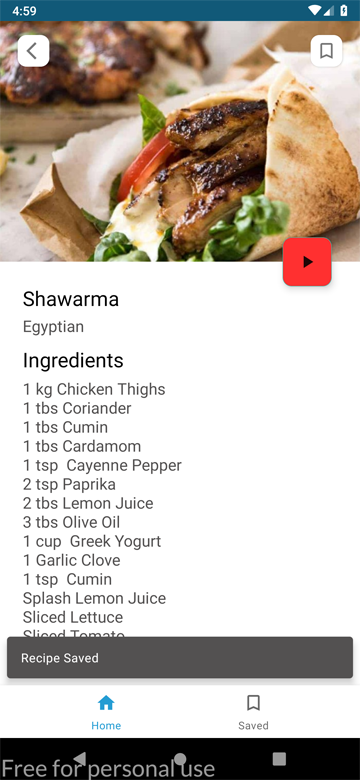 4:59
Shawarma
Egyptian
Ingredients
1 kg Chicken Thighs
1 tbs Coriander
1 tbs Cumin
1 tbs Cardamom
1 tsp  Cayenne Pepper
2 tsp Paprika
2 tbs Lemon Juice
3 tbs Olive Oil
1 cup  Greek Yogurt
1 Garlic Clove
1 tsp  Cumin
Splash Lemon Juice
Sliced Lettuce
Sliced Tomato
Recipe Saved
Home Saved
Free for personal use